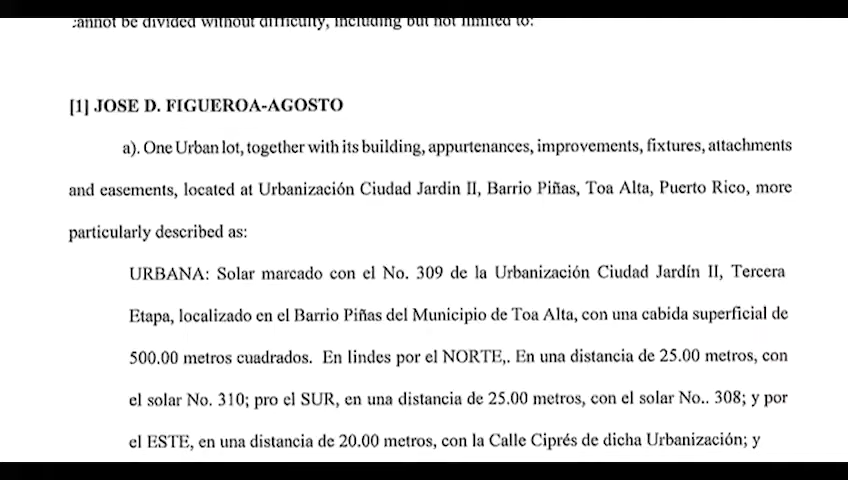 cannot be divided without difficulty, including but not limited to:
[1] JOSE D. FIGUEROA-AGOSTO
a). One Urban lot, together with its building, appurtenances, improvements, fixtures, attachments
and easements, located at Urbanización Ciudad Jardin II, Barrio Piñas, Toa Alta, Puerto Rico, more
particularly described as:
URBANA: Solar marcado con el No. 309 de la Urbanización Ciudad Jardín II, Tercera
Etapa, localizado en el Barrio Piñas del Municipio de Toa Alta, con una cabida superficial de
500.00 metros cuadrados. En lindes por el NORTE,. En una distancia de 25.00 metros, con
el solar No. 310; pro el SUR, en una distancia de 25.00 metros, con el solar No.. 308; y por
el ESTE, en una distancia de 20.00 metros, con la Calle Ciprés de dicha Urbanización; y